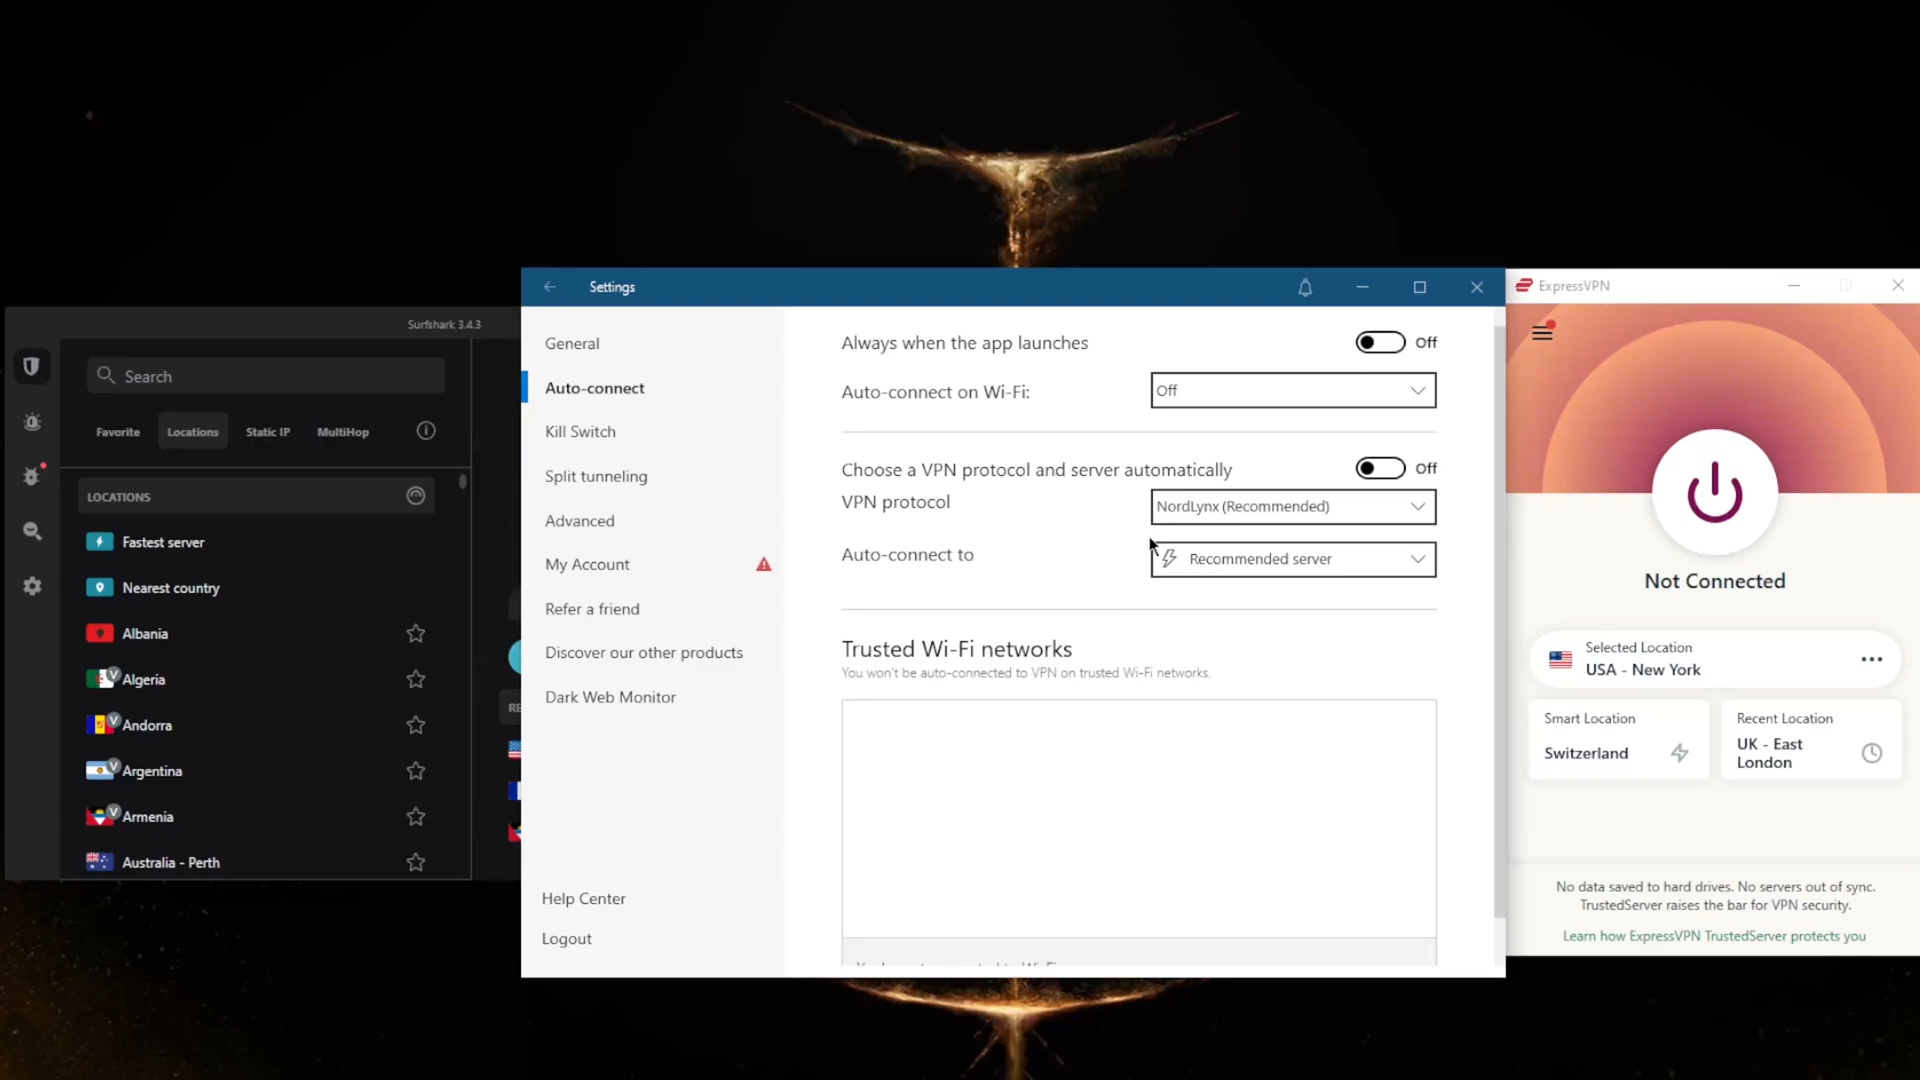 Surfshark 3.4.3
Search
Favorite
Locations
Static IP
MultiHop
LOCATIONS
Fastest server
Nearest country
Albania
Algeria
Andorra
Argentina
Armenia
Australia - Perth
Settings
General
Auto-connect
Kill Switch
Split tunneling
Advanced
My Account
Refer a friend
Discover our other products
Dark Web Monitor
Help Center
Logout
Always when the app launches
Off
Auto-connect on Wi-Fi:
Off
Choose a VPN protocol and server automatically
Off
VPN protocol
NordLynx (Recommended)
Auto-connect to
Recommended server
Trusted Wi-Fi networks
You won't be auto-connected to VPN on trusted Wi-Fi networks.
ExpressVPN
Not Connected
Selected Location
USA - New York
Smart Location
Switzerland
Recent Location
UK - East
London
No data saved to hard drives. No servers out of sync.
TrustedServer raises the bar for VPN security.
Learn how ExpressVPN TrustedServer protects you